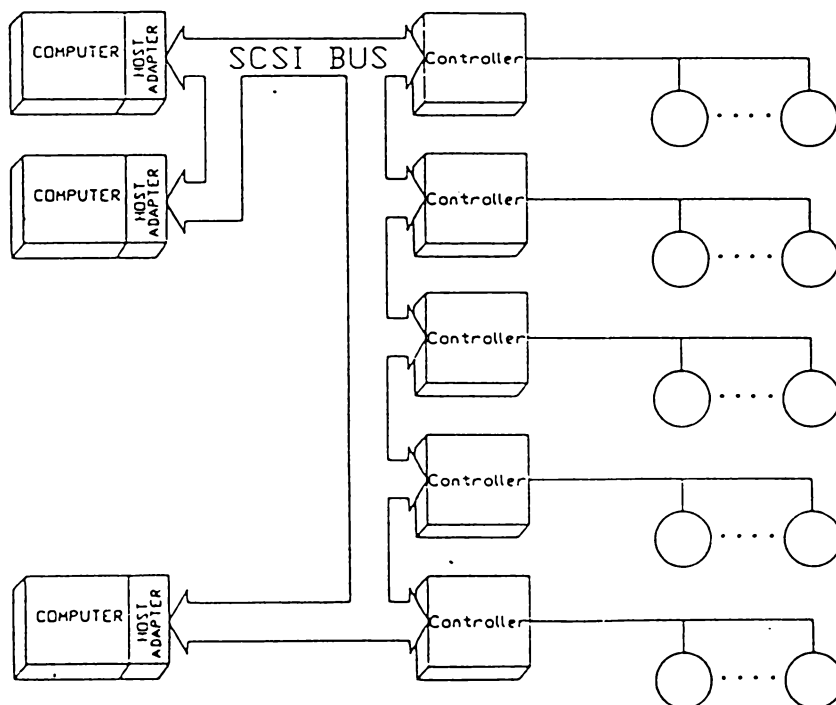 COMPUTER
HOST
ADAPTER
SCSI BUS
Controller
COMPUTER
HOST
ADAPTER
Controller
Controller
Controller
COMPUTER
HOST
ADAPTER
Controller